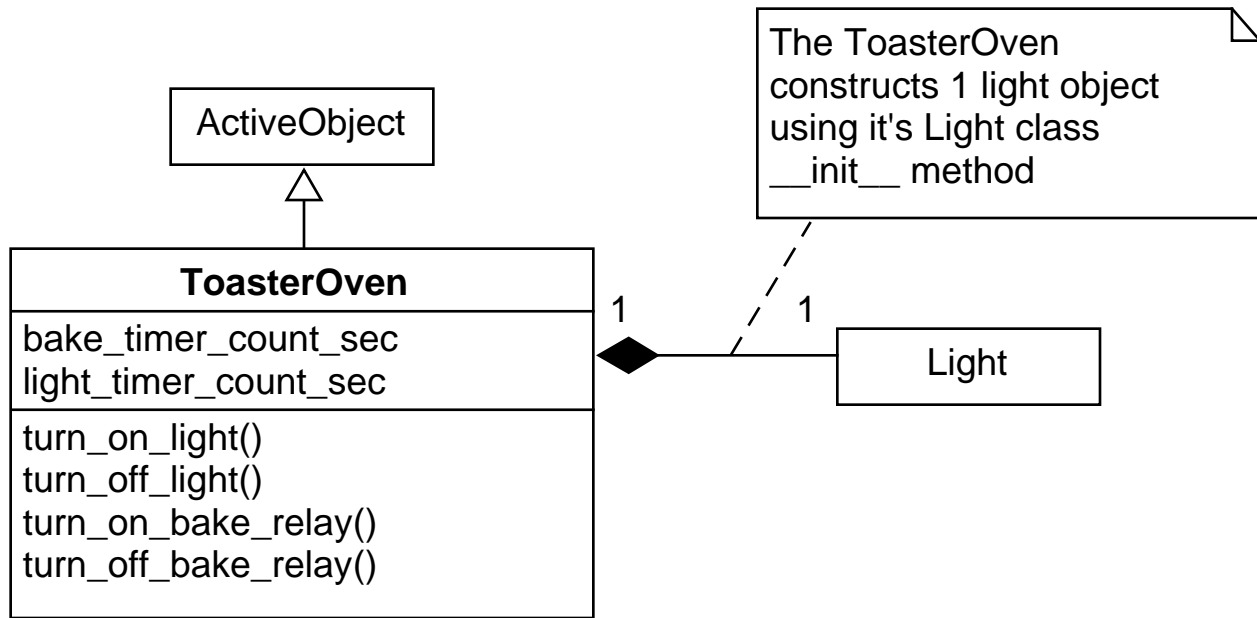 The ToasterOven
constructs 1 light object
using it's Light class
__init__ method
ActiveObject
ToasterOven
bake_timer_count_sec
light_timer_count_sec
turn_on_light()
turn_off_light()
turn_on_bake_relay()
turn_off_bake_relay()
1
1
Light